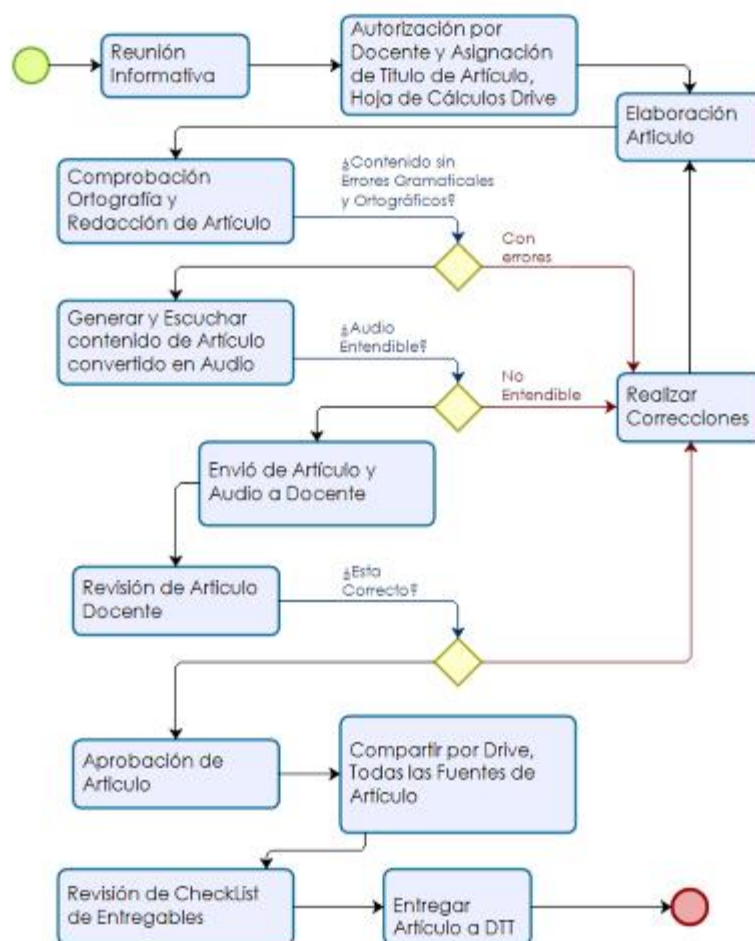 Reunión
Informativa
Autorización por
Docente y Asignación
de Titulo de Artículo,
Hoja de Cálculos Drive
Elaboración
Articulo
Comprobación
Ortografía y
Redacción de Artículo
¿Contenido sin
Errores Gramaticales
y Ortográficos?
Con
errores
Generar y Escuchar
contenido de Artículo
convertido en Audio
¿Audio
Entendible?
No
Entendible
Realizar
Correcciones
Envió de Artículo y
Audio a Docente
Revisión de Articulo
Docente
¿Esta
Correcto?
Aprobación de
Articulo
Compartir por Drive,
Todas las Fuentes de
Artículo
Revisión de CheckList
de Entregables
Entregar
Artículo a DTT